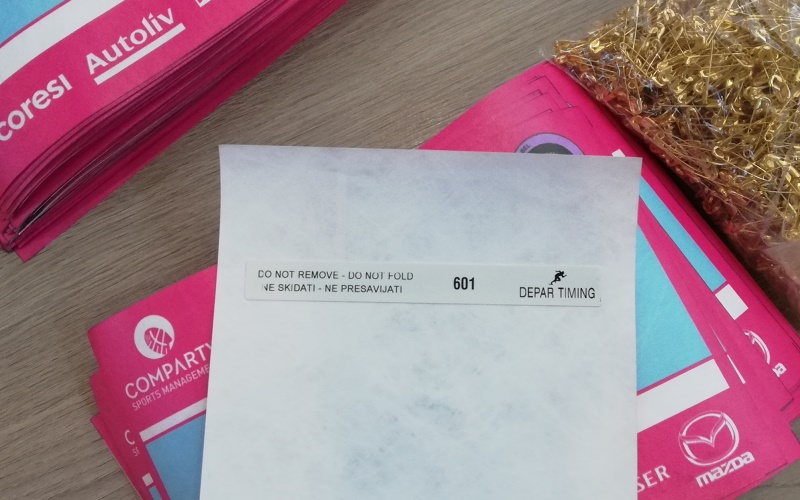 coresi Autoliv
DO NOT REMOVE - DO NOT FOLD
NE SKIDATI - NE PRESAVIJATI
601
DEPAR TIMING
COMPARTY
SPORTS MANAGEME
SER
mazda